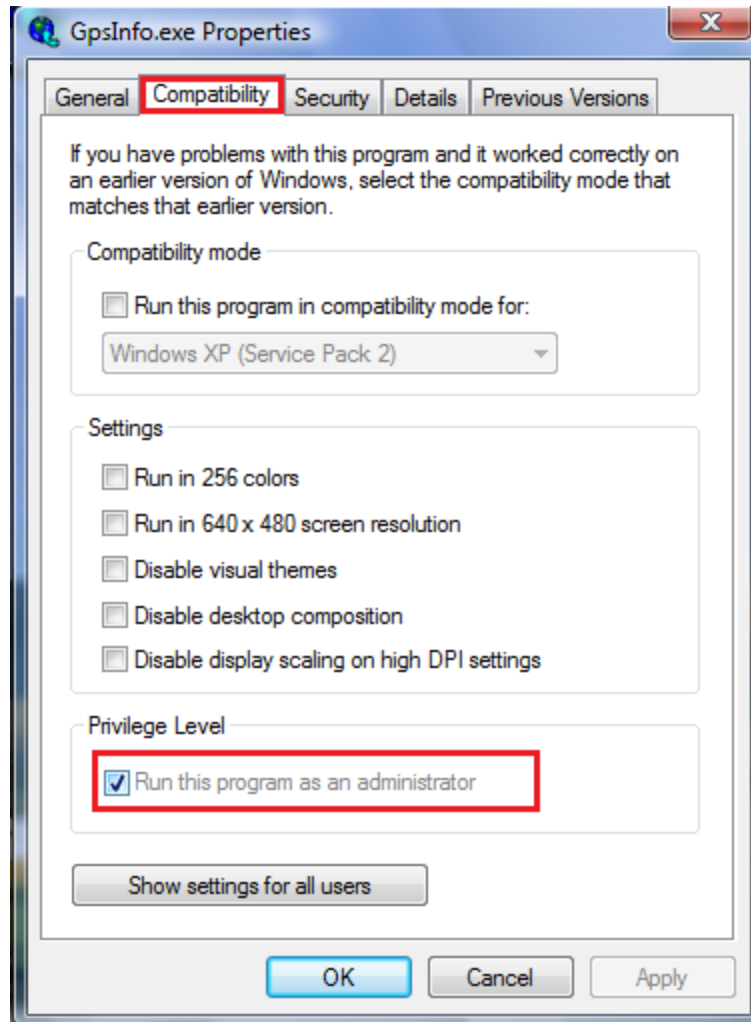 GpsInfo.exe Properties
General Compatibility Security Details Previous Versions
If you have problems with this program and it worked correctly on
an earlier version of Windows, select the compatibility mode that
matches that earlier version.
Compatibility mode
Run this program in compatibility mode for:
Windows XP (Service Pack 2)
Settings
Run in 256 colors
Run in 640 x 480 screen resolution
Disable visual themes
Disable desktop composition
Disable display scaling on high DPI settings
Privilege Level
Run this program as an administrator
Show settings for all users
OK Cancel Apply